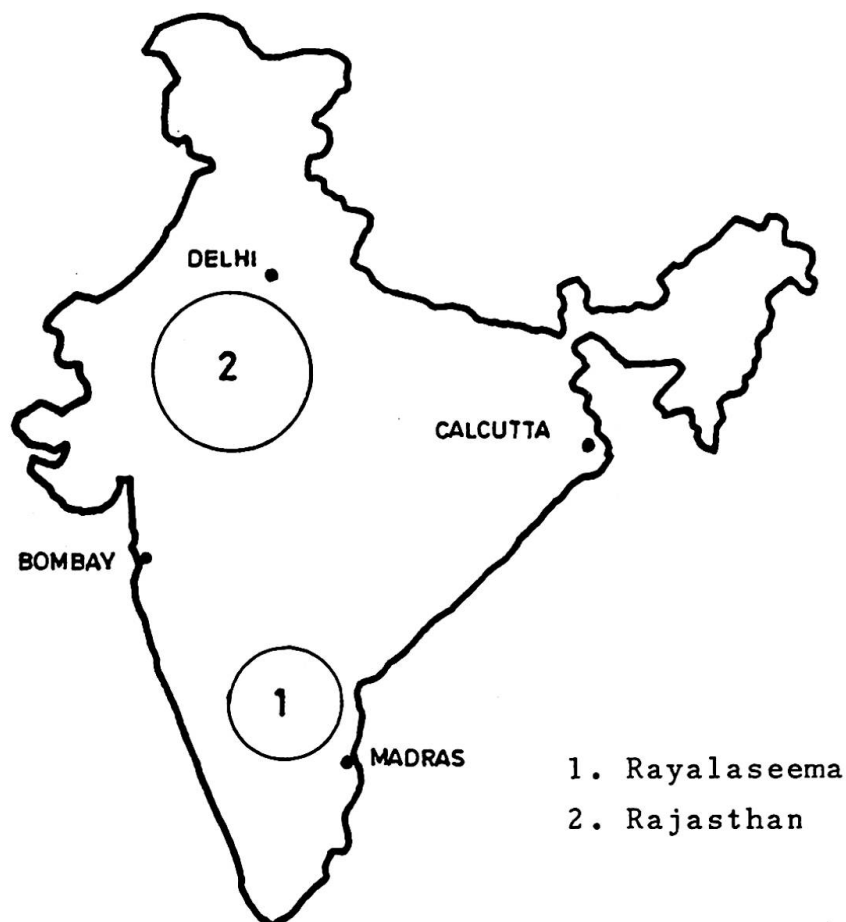 DELHI
2
CALCUTTA
BOMBAY
1
MADRAS
1. Rayalaseema
2. Rajasthan